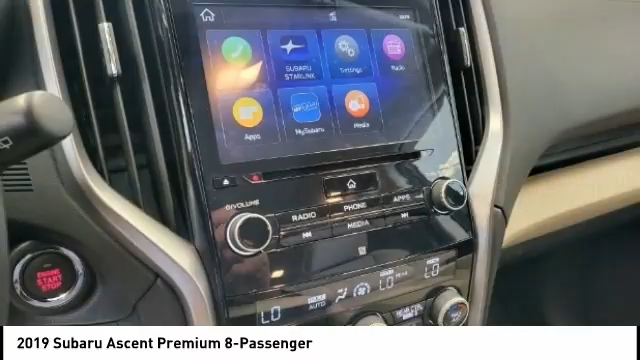 SUBARU
STARLINK
Settings
Radio
Apps
MySubaru
Media
VOLUME
RADIO
PHONE
APPS
MEDIA
ENGINE
START
STOP
LO
AUTO
LO
LO
2019 Subaru Ascent Premium 8-Passenger